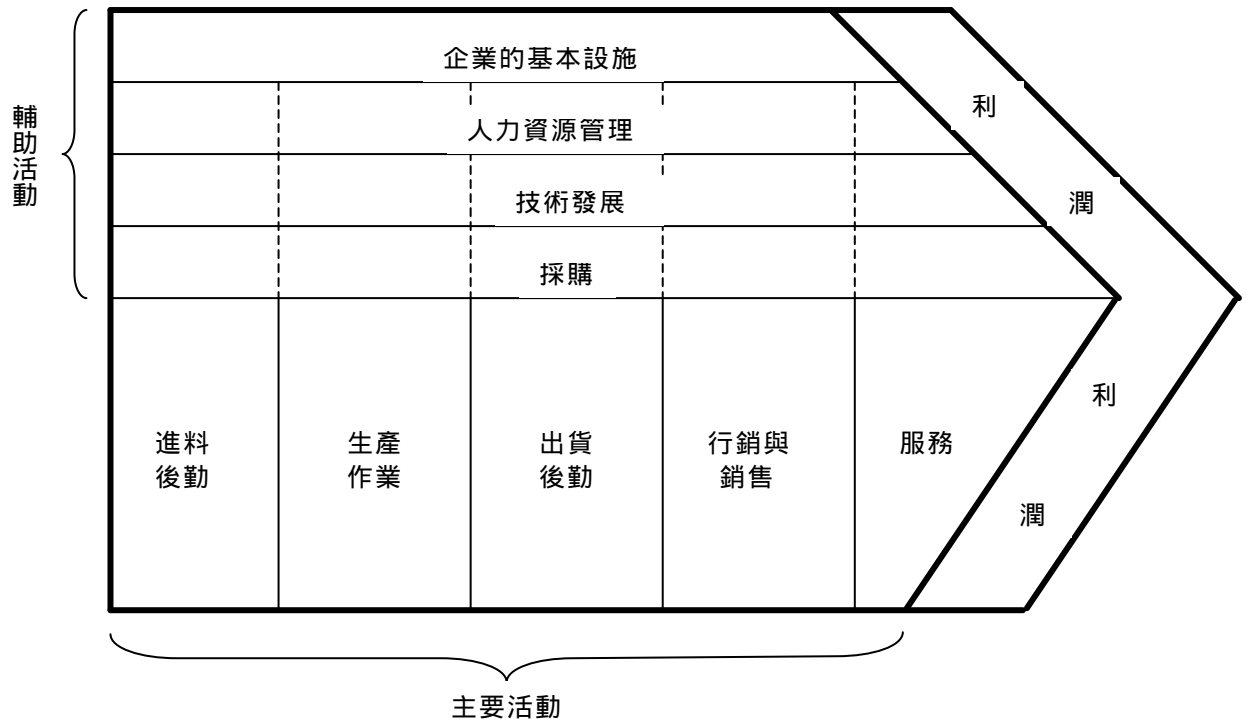 企業的基本設施
人力資源管理
技術發展
採購
輔助活動
利
潤
進料
後勤
生產
作業
出貨
後勤
行銷與
銷售
服務
利
潤
主要活動